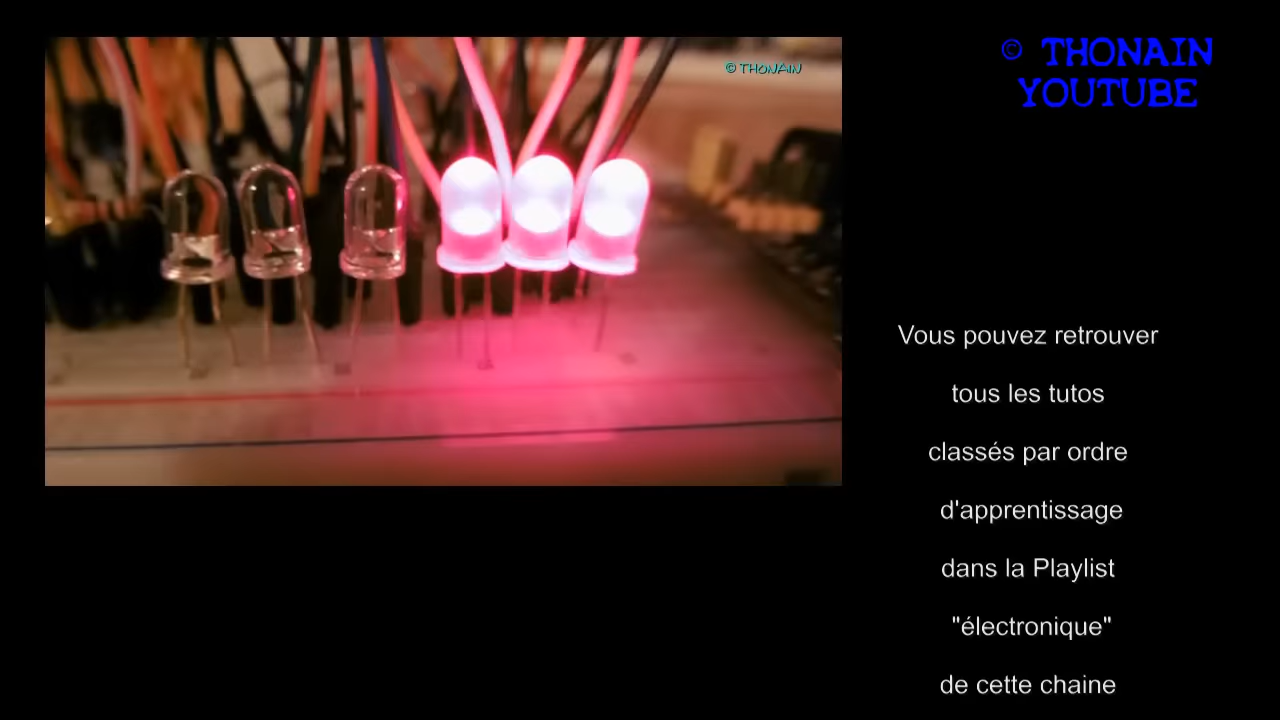 © THONAIN
© THONAIN
YOUTUBE
Vous pouvez retrouver
tous les tutos
classés par ordre
d'apprentissage
dans la Playlist
"électronique"
de cette chaine